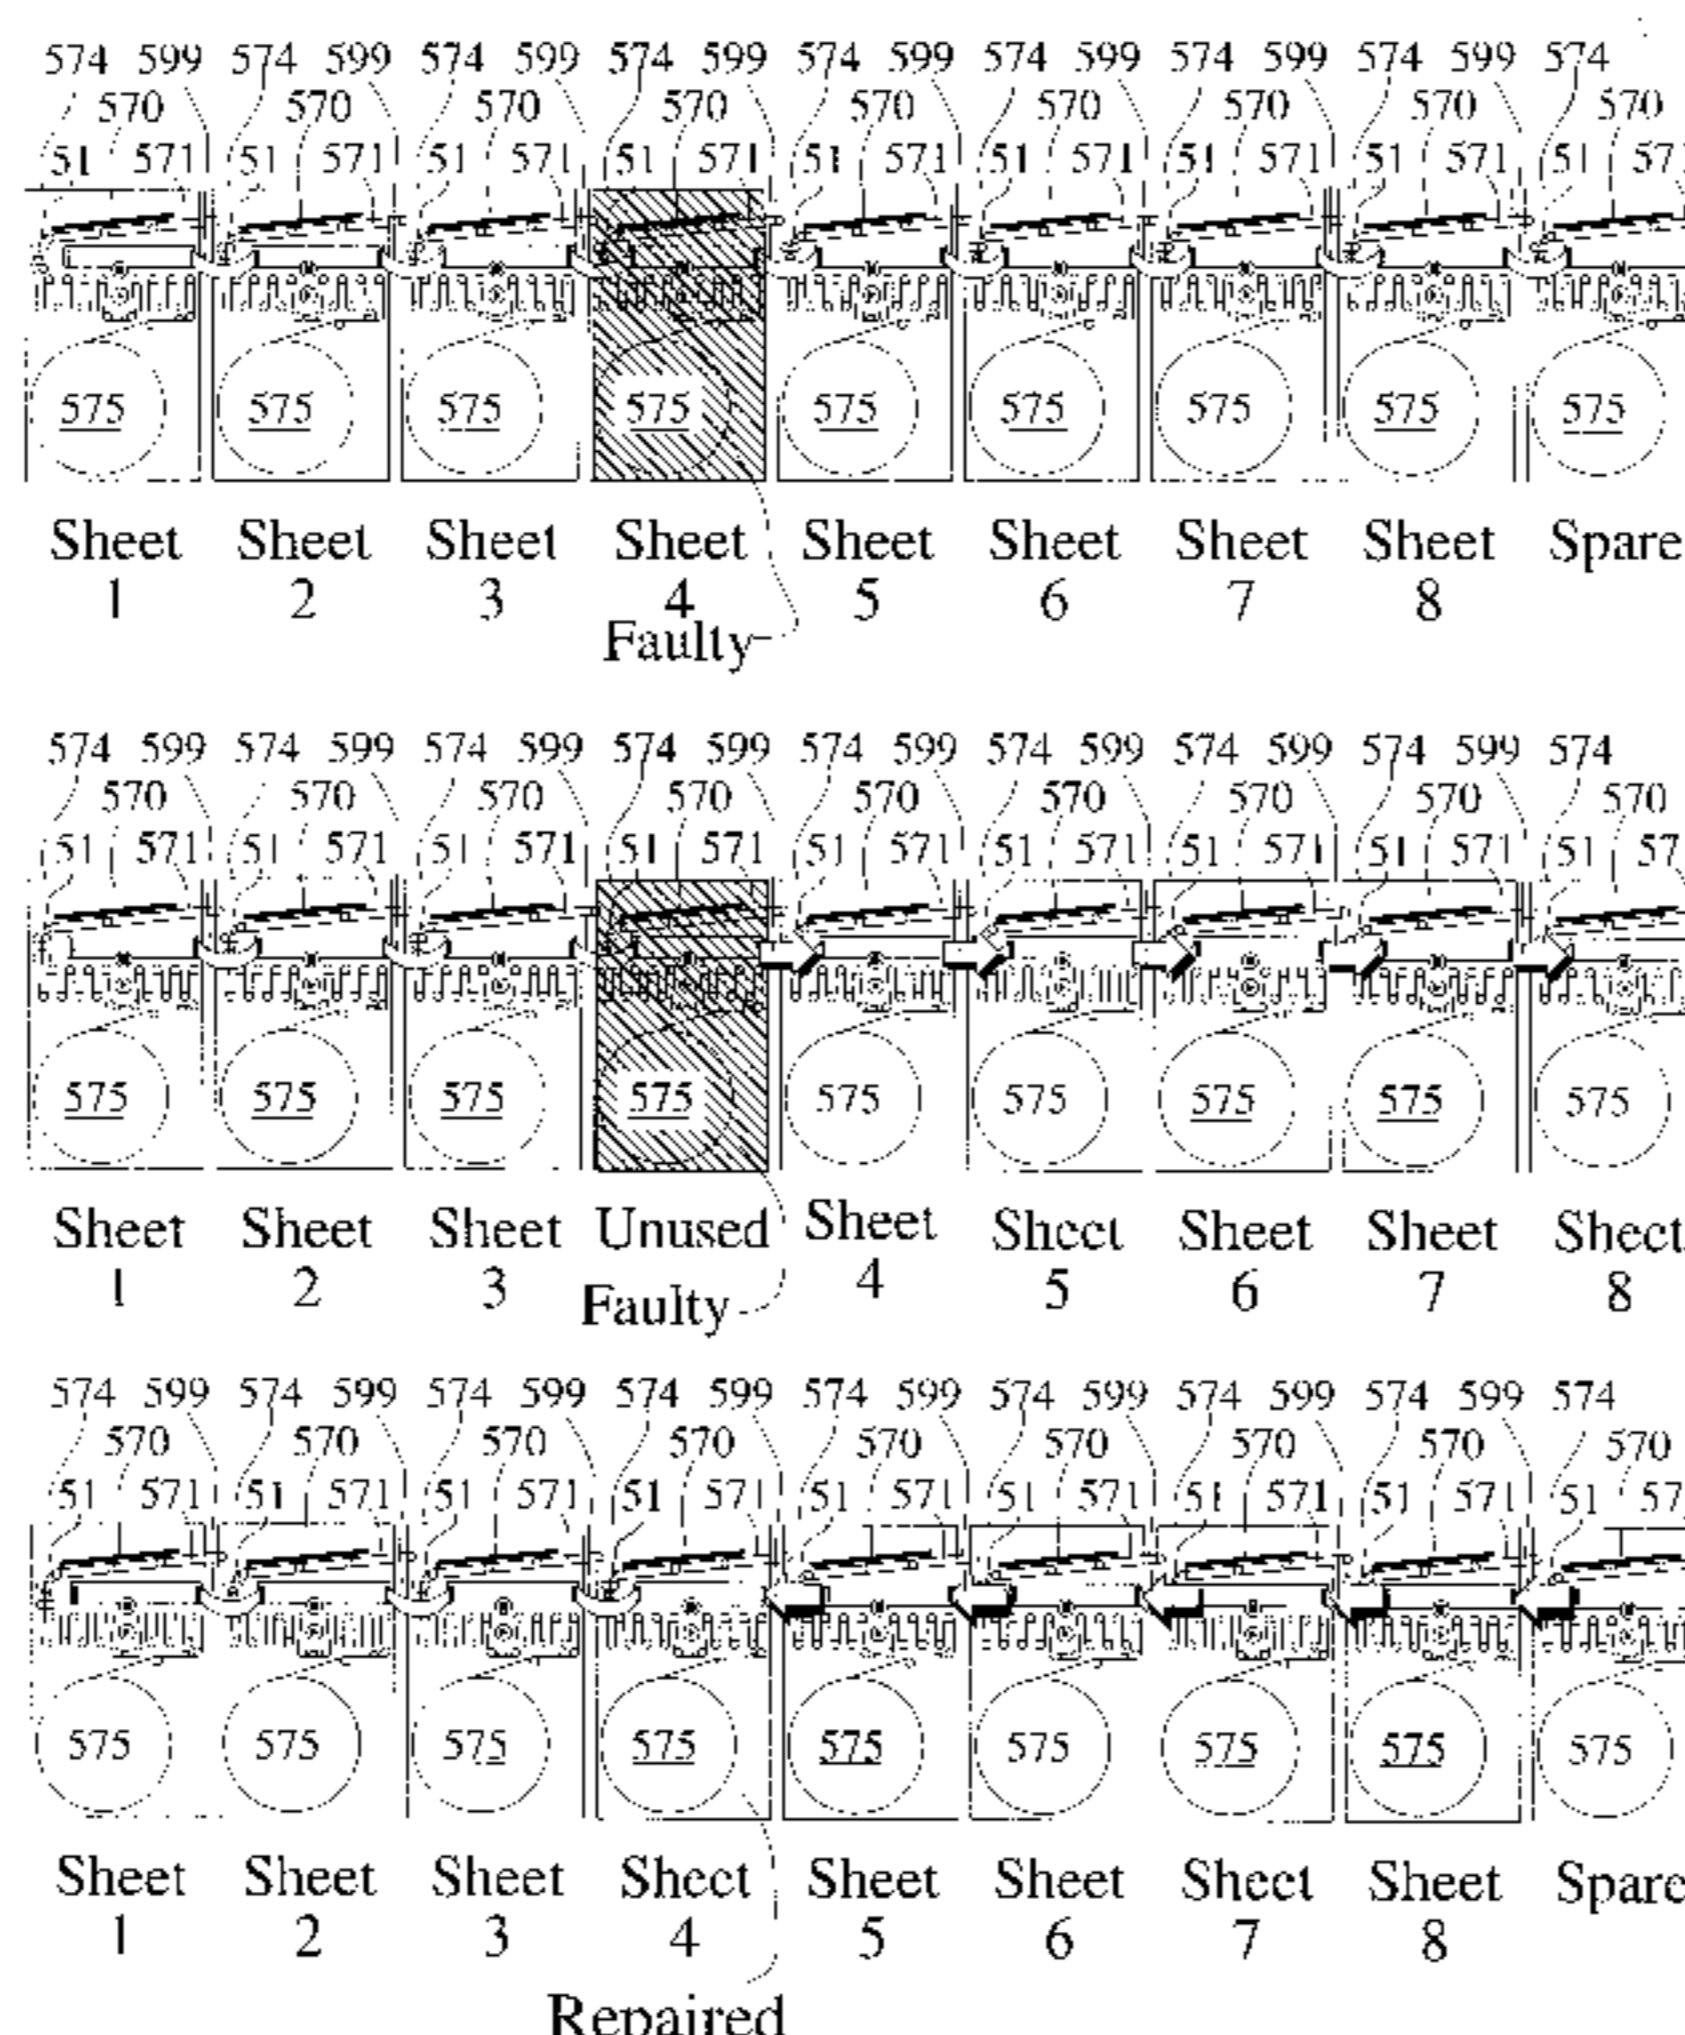 574 599 574 599 574 599 574 599 574 599 574 599 574 599 574 599 574
570 570 570 570 570 570 570 570 570
51 571 51 571 51 571 51 571 51 571 51 571 51 571 51 571 51 571
575 575 575 575 575 575 575 575 575
Sheet Sheet Sheet Sheet Sheet Sheet Sheet Sheet Spare
1 2 3 4 5 6 7 8
Faulty
574 599 574 599 574 599 574 599 574 599 574 599 574 599 574 599 574
570 570 570 570 570 570 570 570 570
51 571 51 571 51 571 51 571 51 571 51 571 51 571 51 571 51 57
575 575 575 575 575 575 575 575 575
Sheet Sheet Sheet Unused Sheet Sheet Sheet Sheet Sheet
1 2 3 4 5 6 7 8
Faulty
574 599 574 599 574 599 574 599 574 599 574 599 574 599 574 599 574
570 570 570 570 570 570 570 570 570
51 571 51 571 51 571 51 571 51 571 51 571 51 571 51 571 51 57
575 575 575 575 575 575 575 575 575
Sheet Sheet Sheet Sheet Sheet Sheet Sheet Sheet Spare
1 2 3 4 5 6 7 8
Repaired